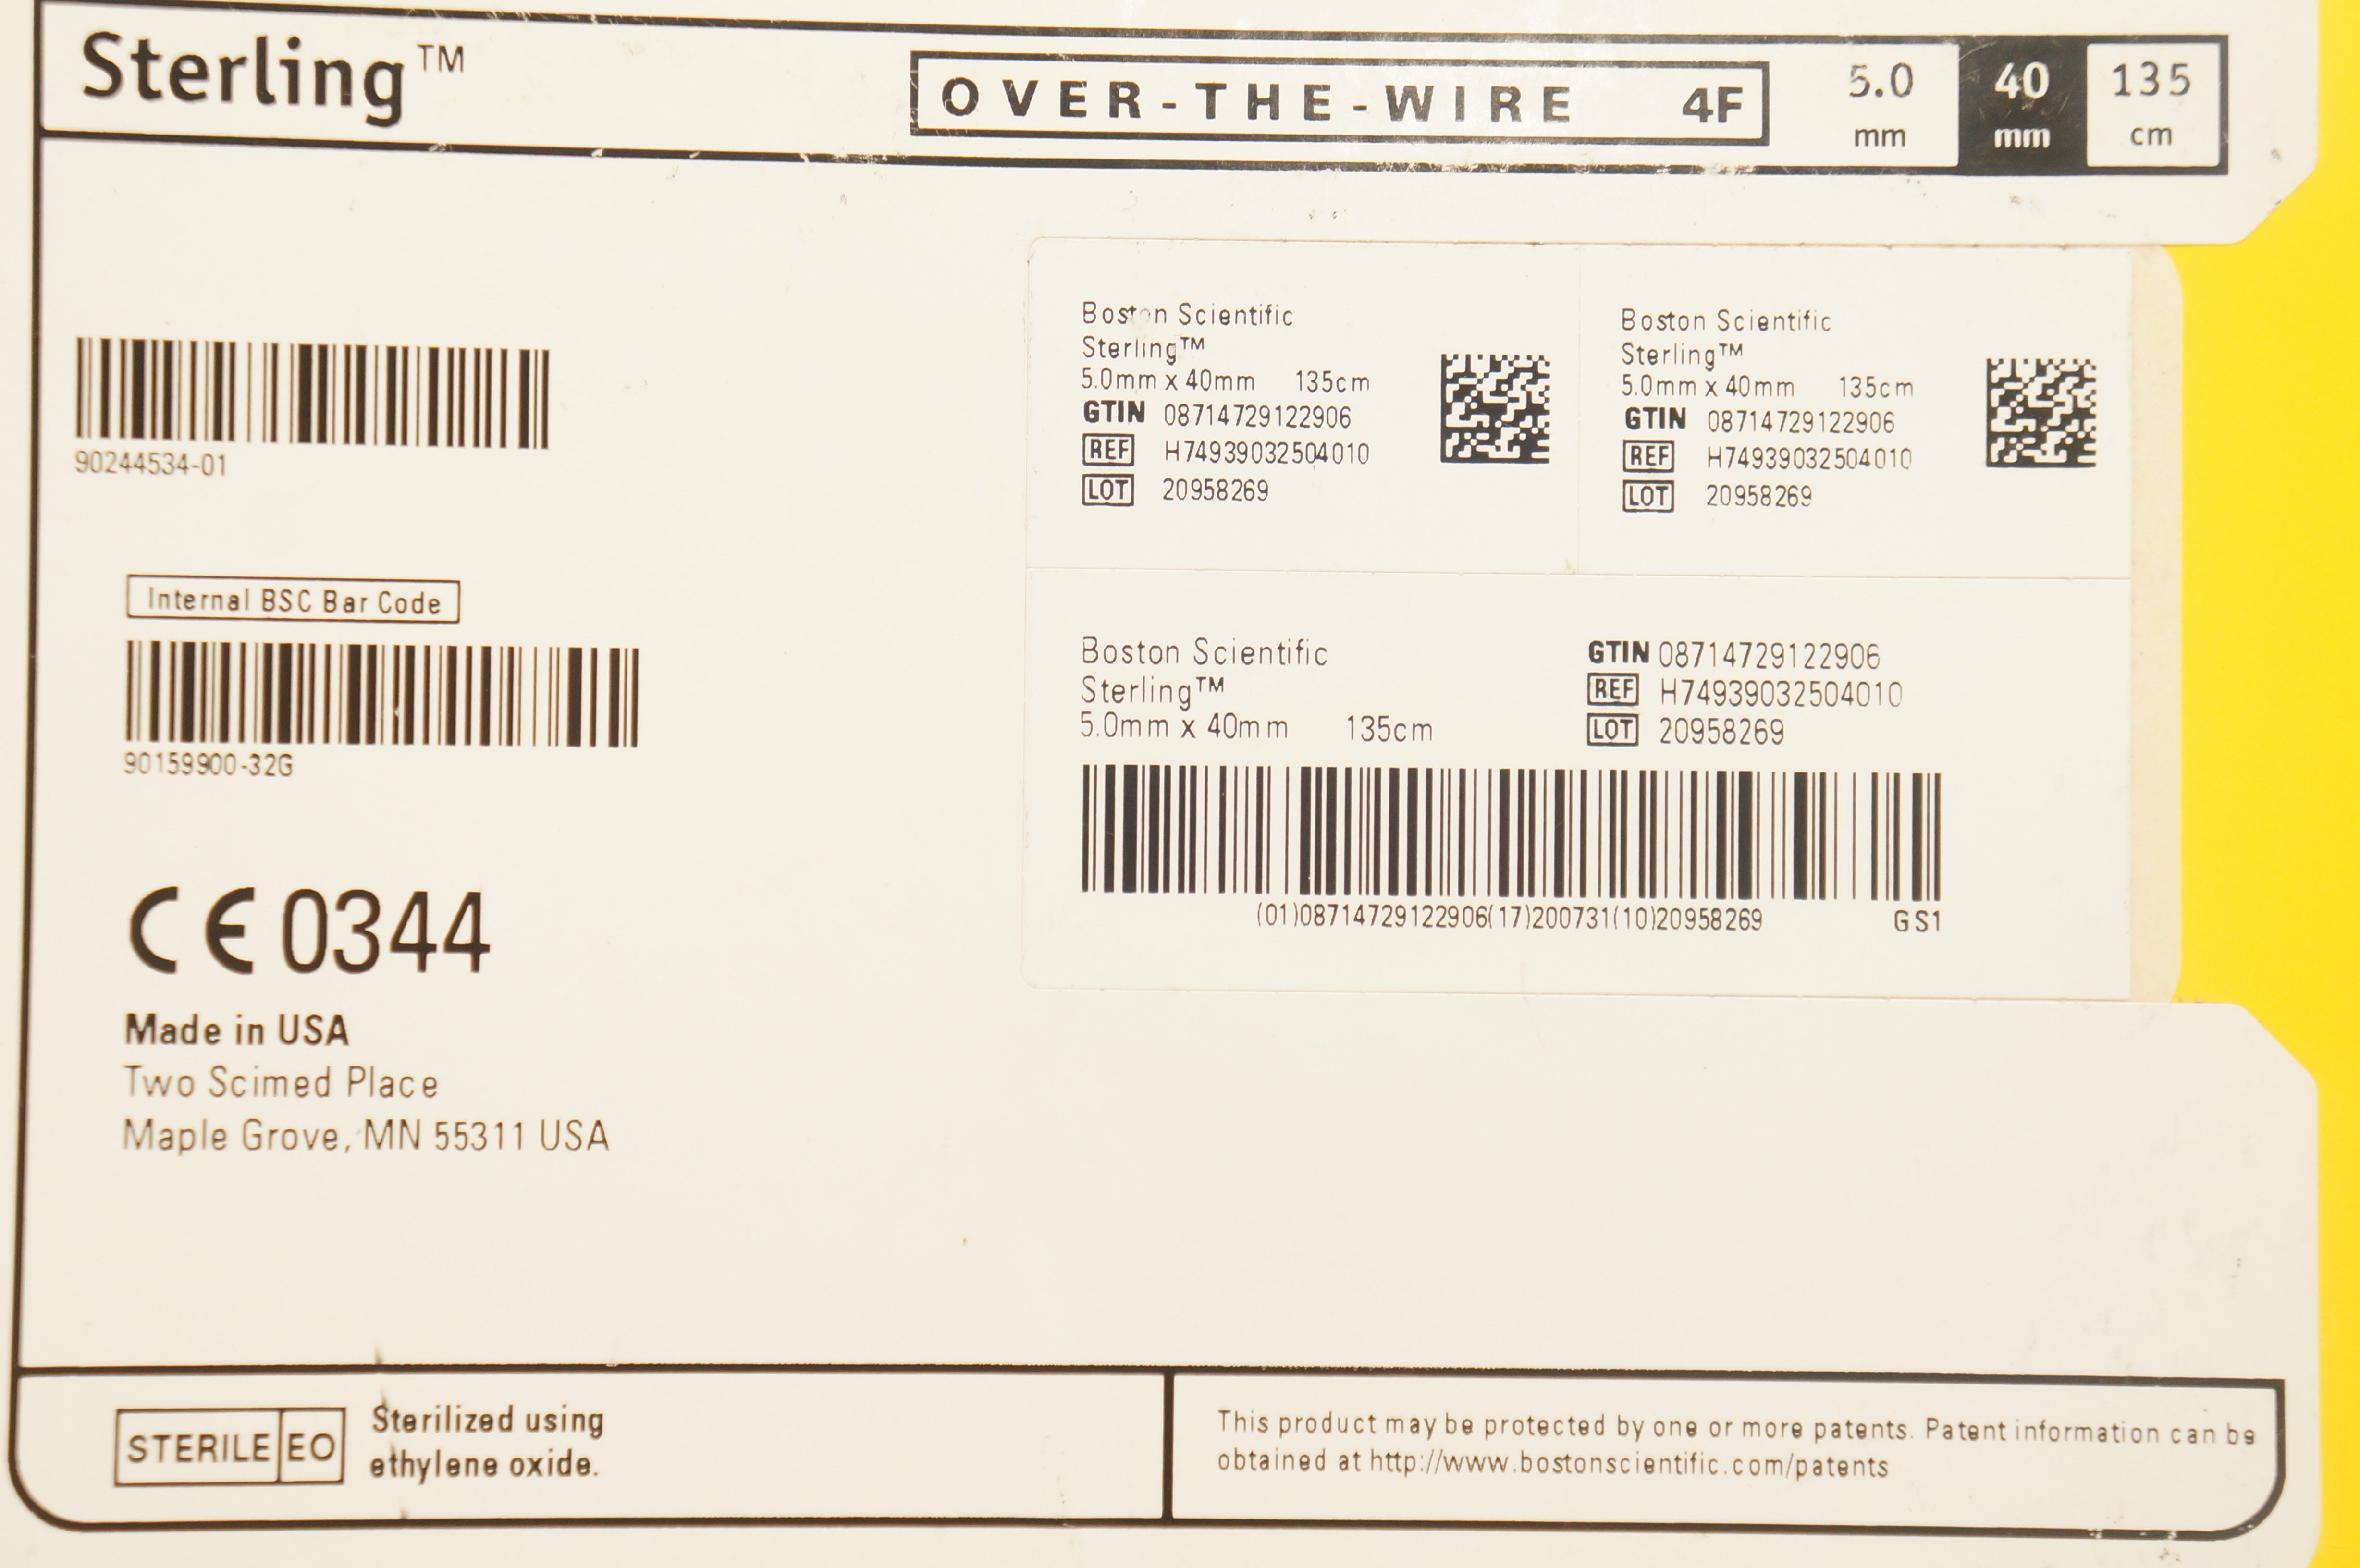 Sterling™
OVER-THE-WIRE 4F
5.0 mm
40 mm
135 cm
90244534-01
Internal BSC Bar Code
90159900-32G
CE 0344
Made in USA
Two Scimed Place
Maple Grove, MN 55311 USA
Boston Scientific
Sterling™
5.0mm x 40mm 135cm
GTIN 08714729122906
REF H74939032504010
LOT 20958269
Boston Scientific
Sterling™
5.0mm x 40mm 135cm
GTIN 08714729122906
REF H74939032504010
LOT 20958269
Boston Scientific
Sterling™
5.0mm x 40mm 135cm
GTIN 08714729122906
REF H74939032504010
LOT 20958269
(01)08714729122906(17)200731(10)20958269 GS1
STERILE EO
Sterilized using
ethylene oxide.
This product may be protected by one or more patents. Patent information can be
obtained at http://www.bostonscientific.com/patents